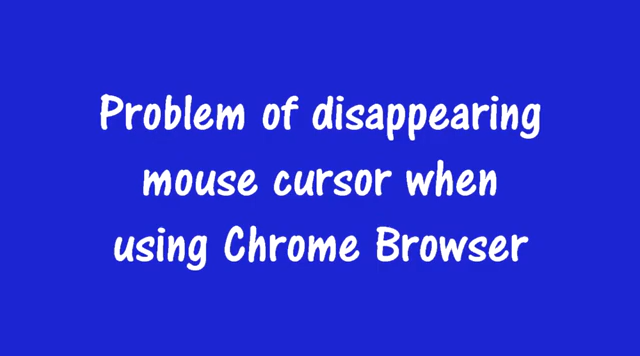 Problem of disappearing
mouse cursor when
using Chrome Browser